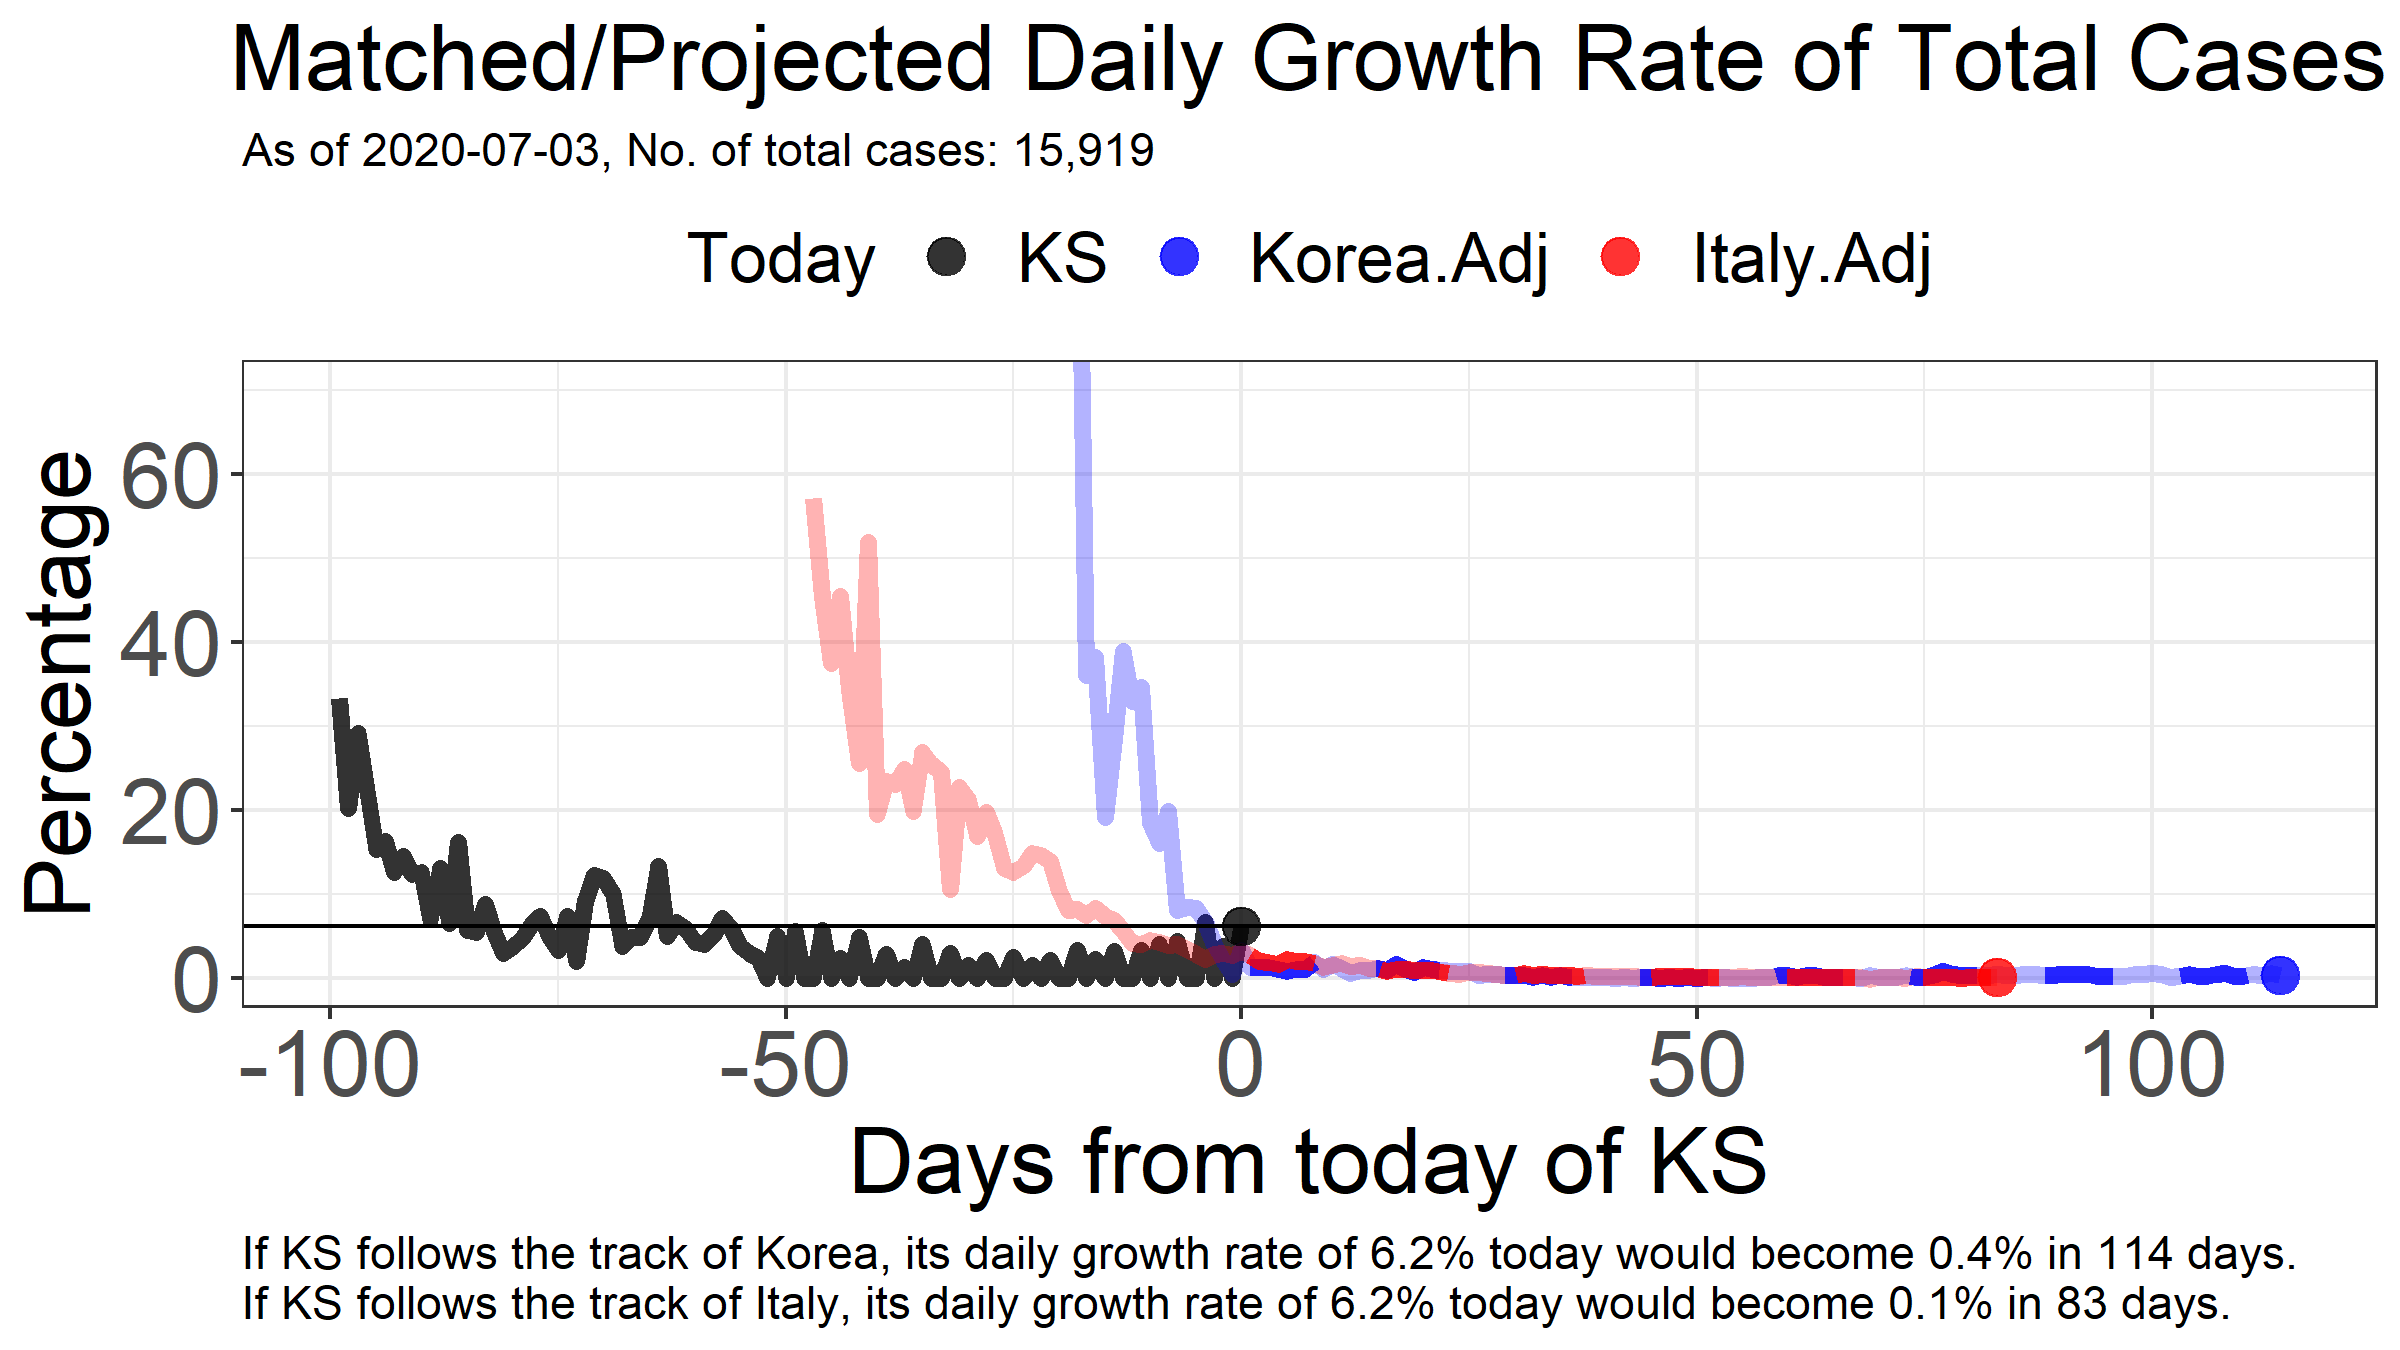 Matched/Projected Daily Growth Rate of Total Cases
As of 2020-07-03, No. of total cases: 15,919
Today KS Korea.Adj Italy.Adj
Percentage
60
40
20
0
-100 -50 0 50 100
Days from today of KS
If KS follows the track of Korea, its daily growth rate of 6.2% today would become 0.4% in 114 days.
If KS follows the track of Italy, its daily growth rate of 6.2% today would become 0.1% in 83 days.